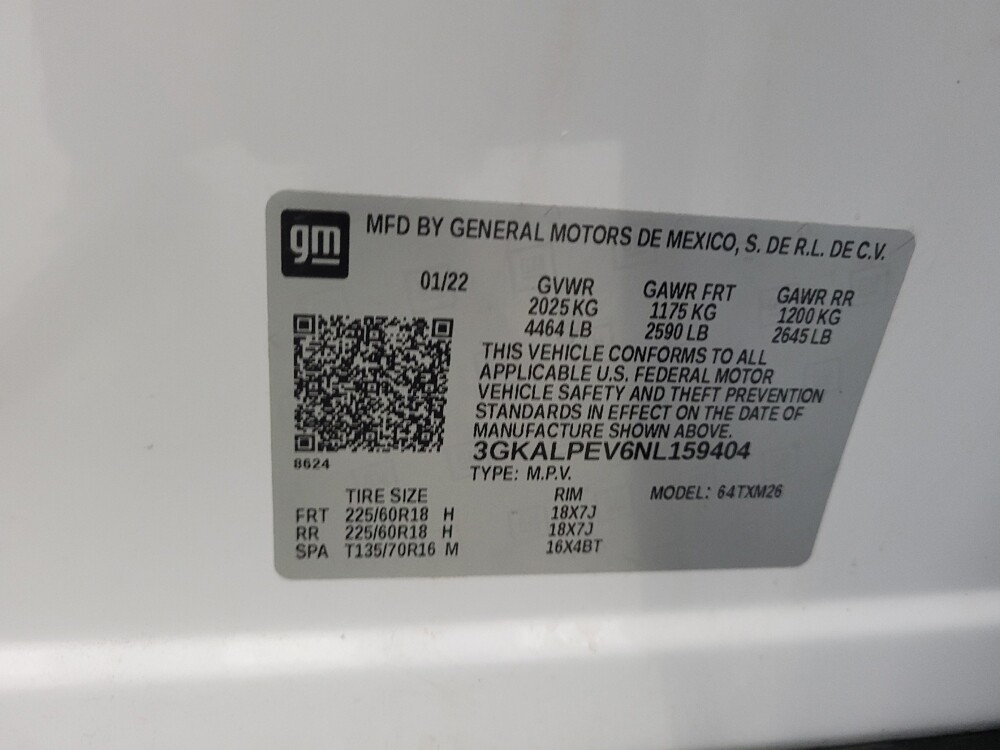 gm
MFD BY GENERAL MOTORS DE MEXICO, S. DE R.L. DE C.V.
01/22
GVWR GAWR FRT GAWR RR
2025 KG 1175 KG 1200 KG
4464 LB 2590 LB 2645 LB
THIS VEHICLE CONFORMS TO ALL
APPLICABLE U.S. FEDERAL MOTOR
VEHICLE SAFETY AND THEFT PREVENTION
STANDARDS IN EFFECT ON THE DATE OF
MANUFACTURE SHOWN ABOVE.
3GKALPEV6NL159404
8624
TYPE: M.P.V.
TIRE SIZE RIM MODEL: 64TXM26
FRT 225/60R18 H 18X7J
RR 225/60R18 H 18X7J
SPA T135/70R16 M 16X4BT